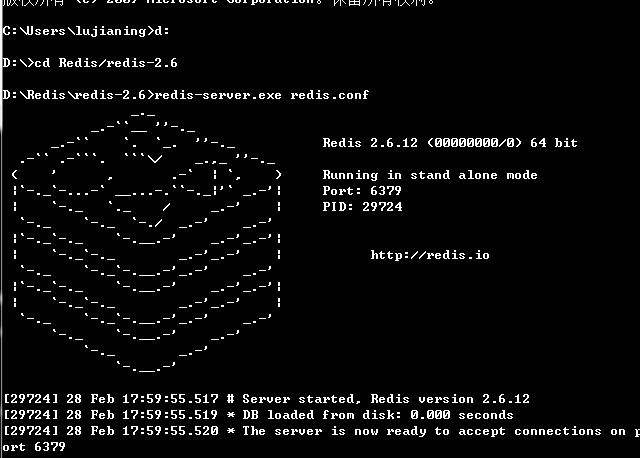 版权所有 (c) 2009 Microsoft Corporation。保留所有权利。
C:\Users\lujianing>d:
D:\>cd Redis/redis-2.6
D:\Redis\redis-2.6>redis-server.exe redis.conf
Redis 2.6.12 (00000000/0) 64 bit
Running in stand alone mode
Port: 6379
PID: 29724
http://redis.io
[29724] 28 Feb 17:59:55.517 # Server started, Redis version 2.6.12
[29724] 28 Feb 17:59:55.519 * DB loaded from disk: 0.000 seconds
[29724] 28 Feb 17:59:55.520 * The server is now ready to accept connections on p
ort 6379